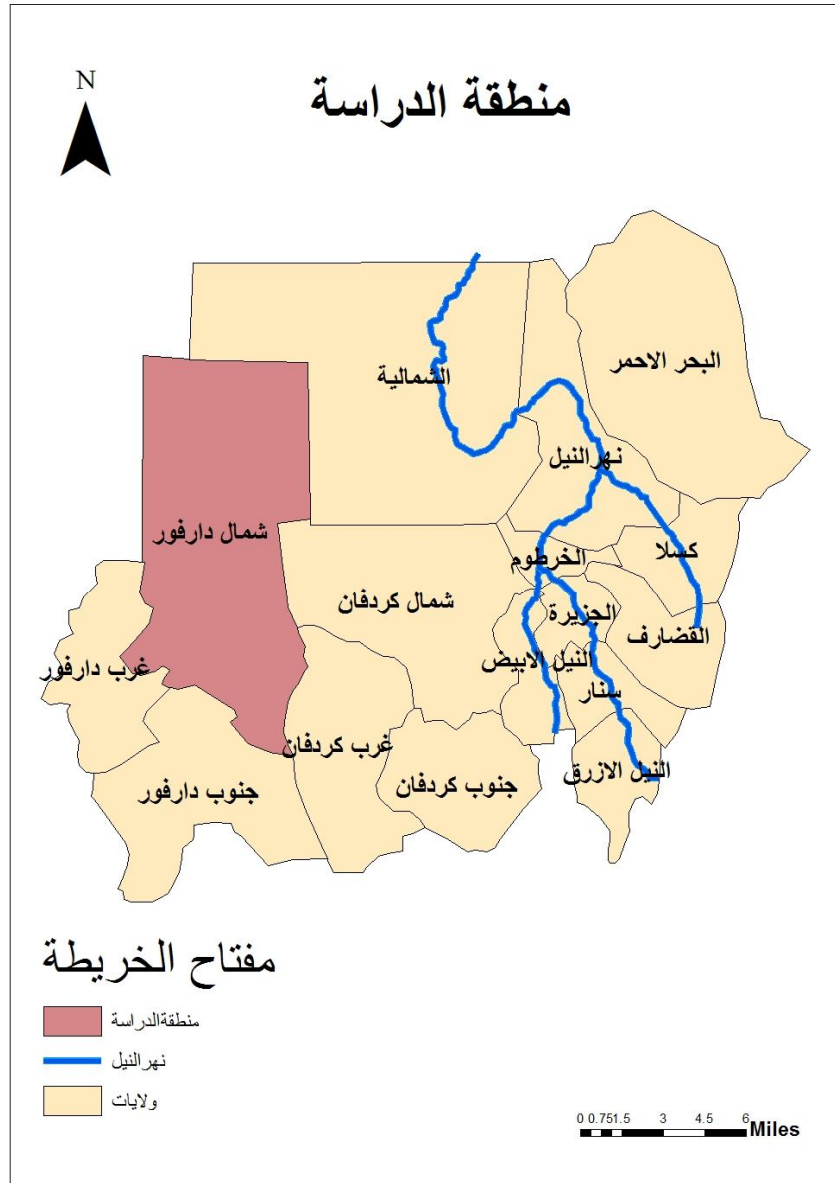 N
منطقة الدراسة
البحر الاحمر
الشمالية
نهرالنيل
شمال دارفور
كسلا
الخرطوم
شمال كردفان
الجزيرة
القضارف
النيل الابيض
غرب دارفور
سنار
غرب كردفان
النيل الازرق
جنوب كردفان
جنوب دارفور
مفتاح الخريطة
منطقةالدراسة
نهرالنيل
ولايات
0 0.751.5 3 4.5 6
Miles